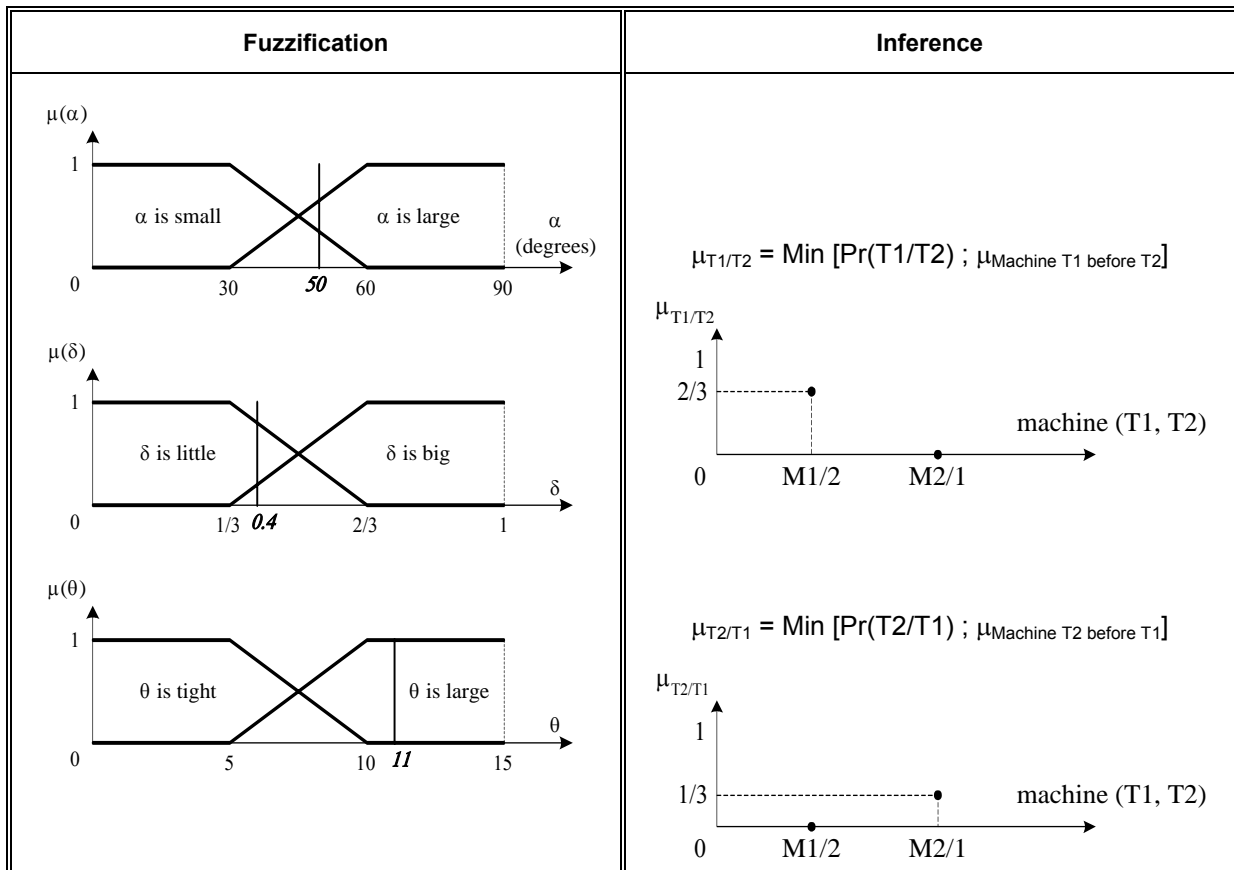 Fuzzification
Inference
μ(α)
1
α is small
α is large
α
(degrees)
0
30
50
60
90
μ(δ)
1
δ is little
δ is big
δ
0
1/3
0.4
2/3
1
μ(θ)
1
θ is tight
θ is large
θ
0
5
10
11
15
μT1/T2 = Min [Pr(T1/T2) ; μMachine T1 before T2]
μT1/T2
1
2/3
machine (T1, T2)
0
M1/2
M2/1
μT2/T1 = Min [Pr(T2/T1) ; μMachine T2 before T1]
μT2/T1
1
1/3
machine (T1, T2)
0
M1/2
M2/1